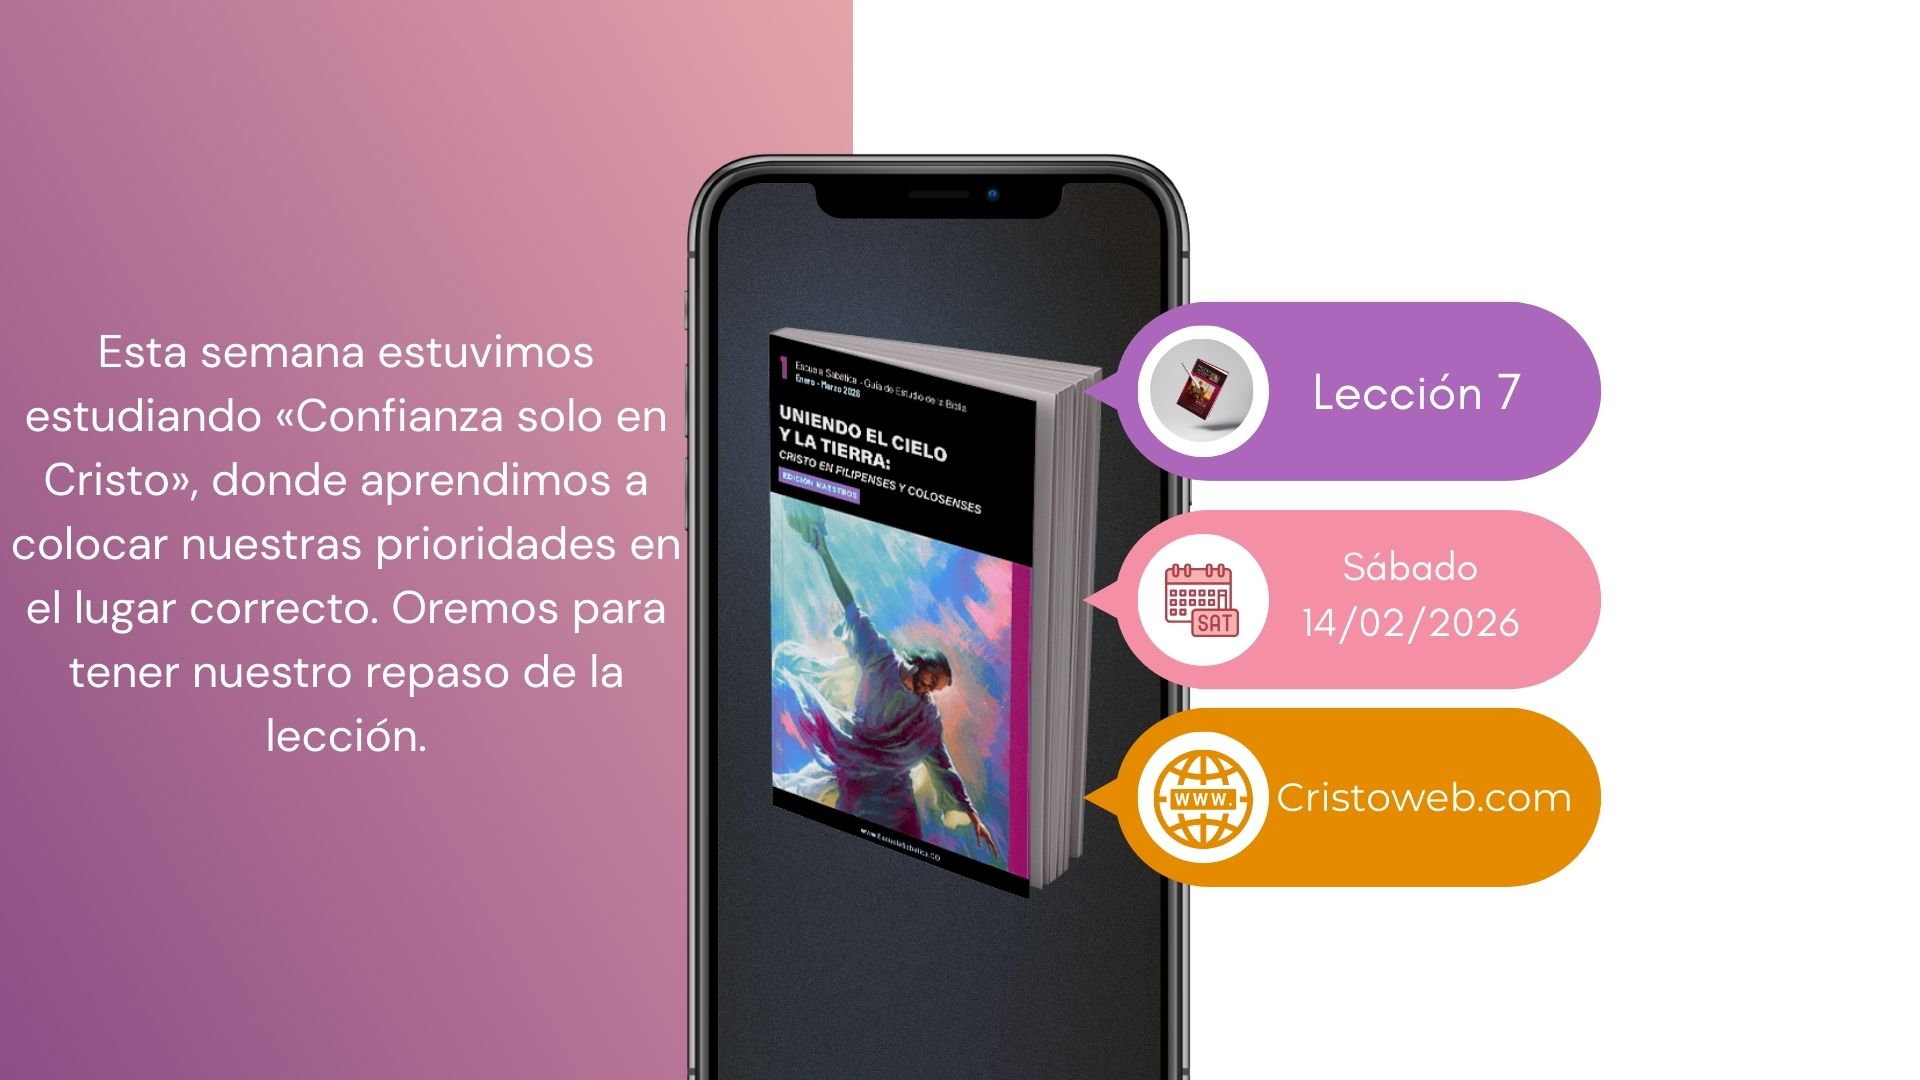 Esta semana estuvimos
estudiando «Confianza solo en
Cristo», donde aprendimos a
colocar nuestras prioridades en
el lugar correcto. Oremos para
tener nuestro repaso de la
lección.
1
Escuela Sabática - Guía de Estudio de la Biblia
Enero - Marzo 2026
UNIENDO EL CIELO
Y LA TIERRA:
CRISTO EN FILIPENSES Y COLOSENSES
EDICIÓN MAESTROS
www.EscuelaSabatica.CO
Lección 7
SAT
Sábado
14/02/2026
www.
Cristoweb.com